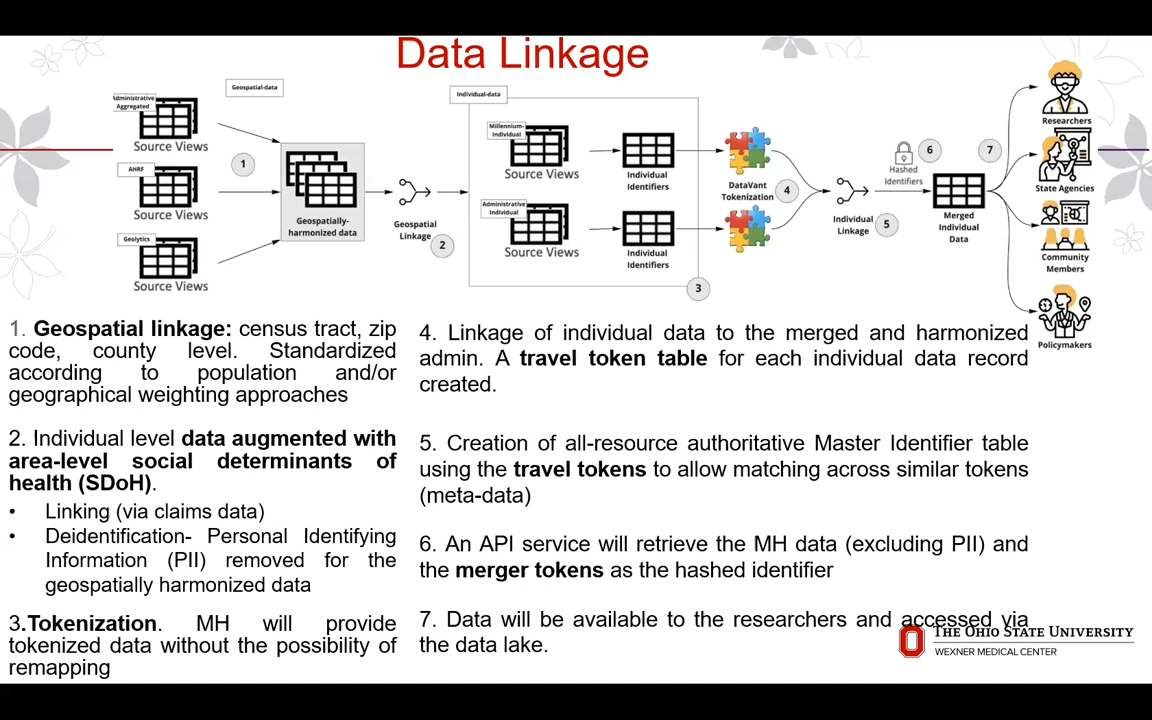 Data Linkage
Geospatial-data
Administrative
Aggregated
Source Views
AHRF
Source Views
Geolytics
Source Views
1
Geospatially-
harmonized data
Geospatial
Linkage
2
Individual-data
Millennium-
Individual
Source Views
Individual
Identifiers
Administrative
Individual
Source Views
Individual
Identifiers
3
DataVant
Tokenization
4
Individual
Linkage
5
Hashed
Identifiers
6
Merged
Individual
Data
7
Researchers
State Agencies
Community
Members
Policymakers
1. Geospatial linkage: census tract, zip
code, county level. Standardized
according to population and/or
geographical weighting approaches
2. Individual level data augmented with
area-level social determinants of
health (SDoH).
• Linking (via claims data)
• Deidentification- Personal Identifying
Information (PII) removed for the
geospatially harmonized data
3.Tokenization. MH will provide
tokenized data without the possibility of
remapping
4. Linkage of individual data to the merged and harmonized
admin. A travel token table for each individual data record
created.
5. Creation of all-resource authoritative Master Identifier table
using the travel tokens to allow matching across similar tokens
(meta-data)
6. An API service will retrieve the MH data (excluding PII) and
the merger tokens as the hashed identifier
7. Data will be available to the researchers and accessed via
the data lake.
THE OHIO STATE UNIVERSITY
WEXNER MEDICAL CENTER